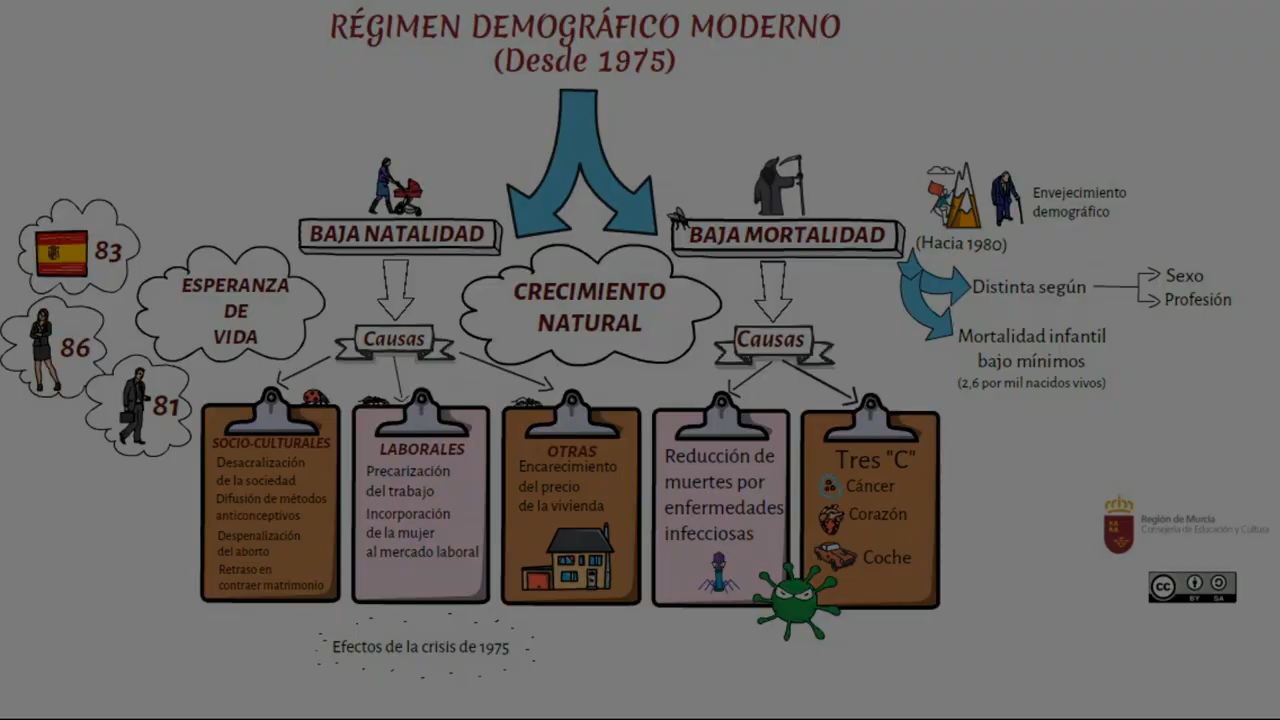 RÉGIMEN DEMOGRÁFICO MODERNO
(Desde 1975)
BAJA NATALIDAD
BAJA MORTALIDAD
Envejecimiento
demográfico
(Hacia 1980)
83
ESPERANZA
DE
VIDA
CRECIMIENTO
NATURAL
Distinta según
Sexo
Profesión
86
Causas
Causas
Mortalidad infantil
bajo mínimos
(2,6 por mil nacidos vivos)
81
SOCIO-CULTURALES
Desacralización
de la sociedad
Difusión de métodos
anticonceptivos
Despenalización
del aborto
Retraso en
contraer matrimonio
LABORALES
Precarización
del trabajo
Incorporación
de la mujer
al mercado laboral
OTRAS
Encarecimiento
del precio
de la vivienda
Reducción de
muertes por
enfermedades
infecciosas
Tres "C"
Cáncer
Corazón
Coche
Región de Murcia
Consejería de Educación y Cultura
CC
BY SA
Efectos de la crisis de 1975